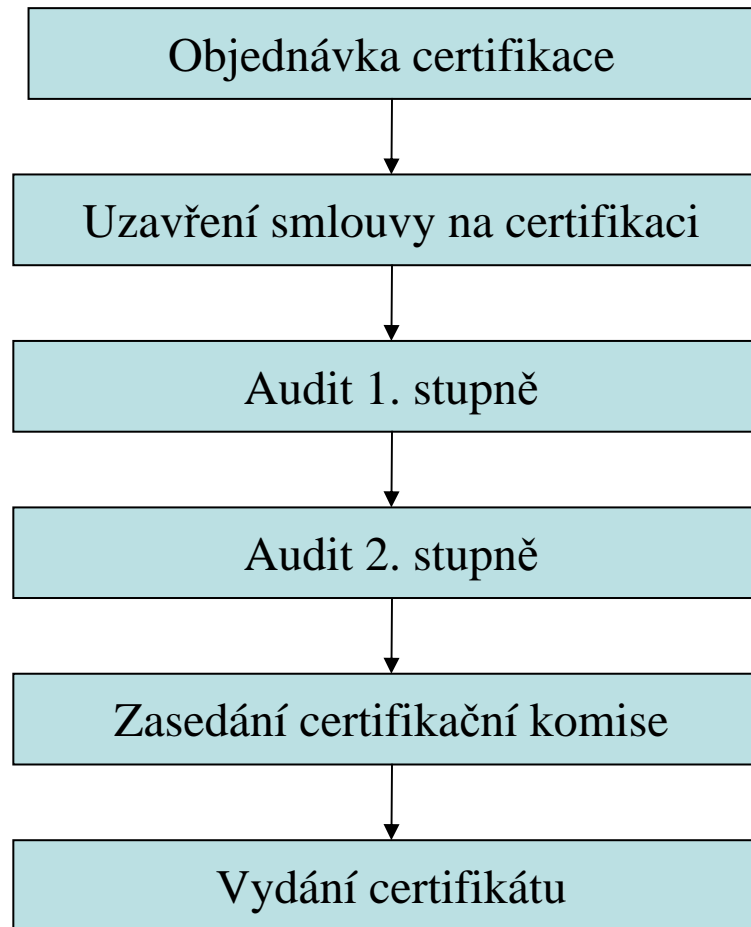 Objednávka certifikace
Uzavření smlouvy na certifikaci
Audit 1. stupně
Audit 2. stupně
Zasedání certifikační komise
Vydání certifikátu